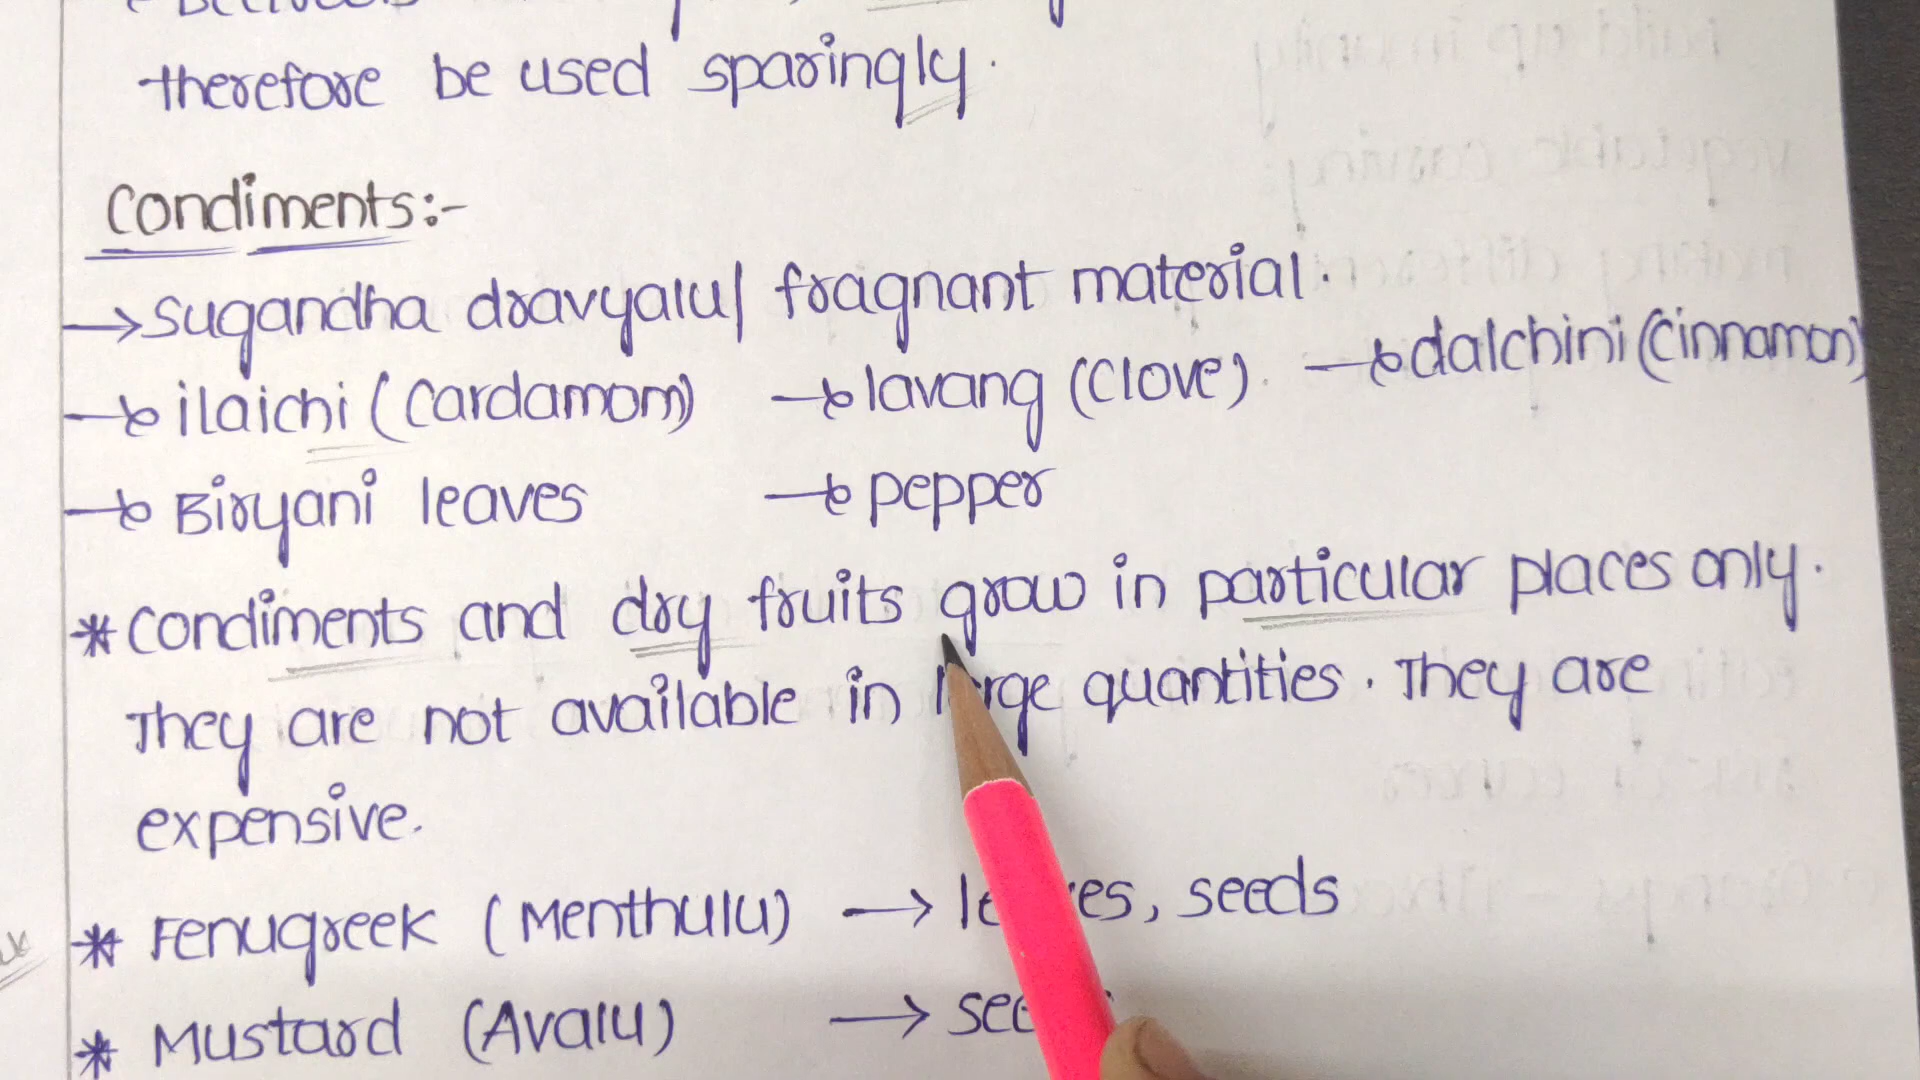 therefore be used sparingly.
Condiments:-
→ sugandha dravyalu/ fragnant material.
→ ilaichi (cardamom) → lavang (clove). → dalchini (cinnamon)
→ Biryani leaves → pepper
* condiments and dry fruits grow in particular places only.
They are not available in large quantities. They are
expensive.
* Fenugreek (Menthulu) → leaves, seeds
* Mustard (Avalu) →